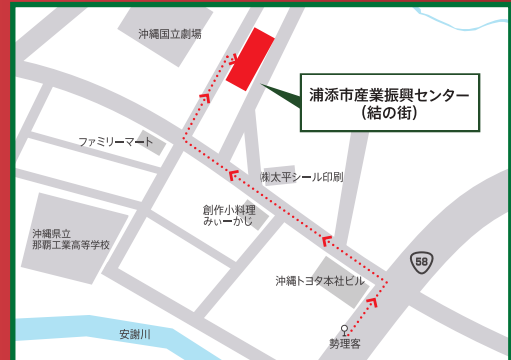 沖縄国立劇場
浦添市産業振興センター
(結の街)
ファミリーマート
㈱太平シール印刷
創作小料理
みぃーかじ
沖縄県立
那覇工業高等学校
58
沖縄トヨタ本社ビル
安謝川
勢理客